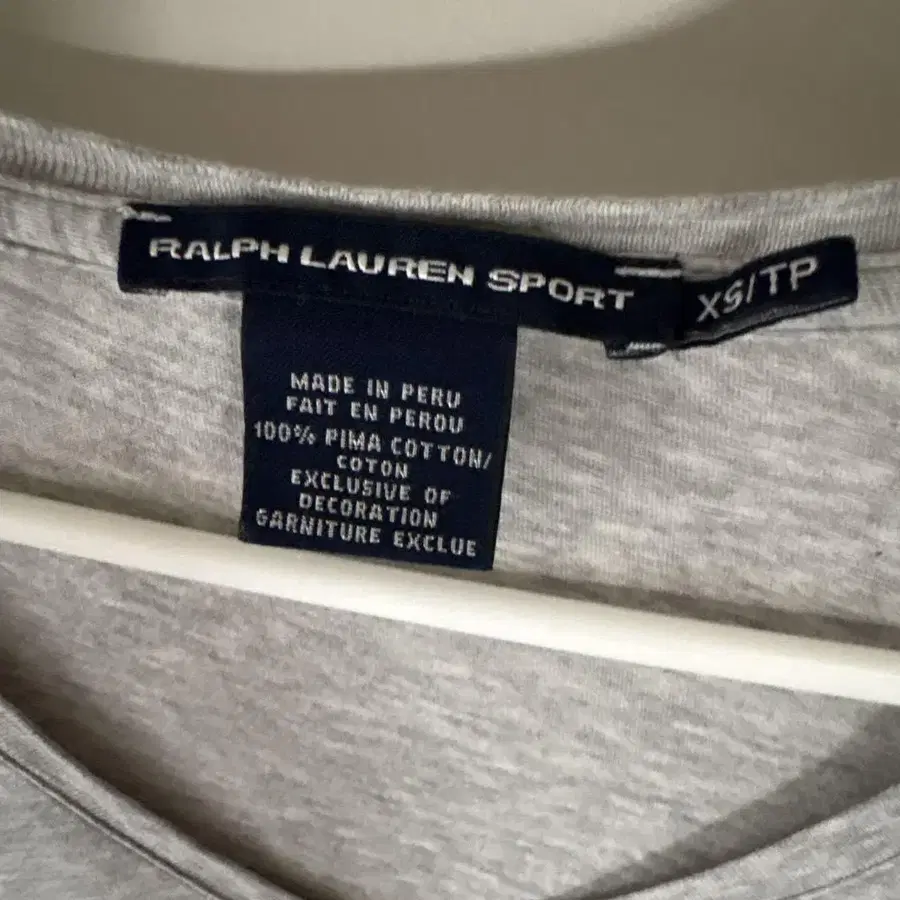 RALPH LAUREN SPORT
XS/TP
MADE IN PERU
FAIT EN PEROU
100% PIMA COTTON/
COTON
EXCLUSIVE OF
DECORATION
GARNITURE EXCLUE